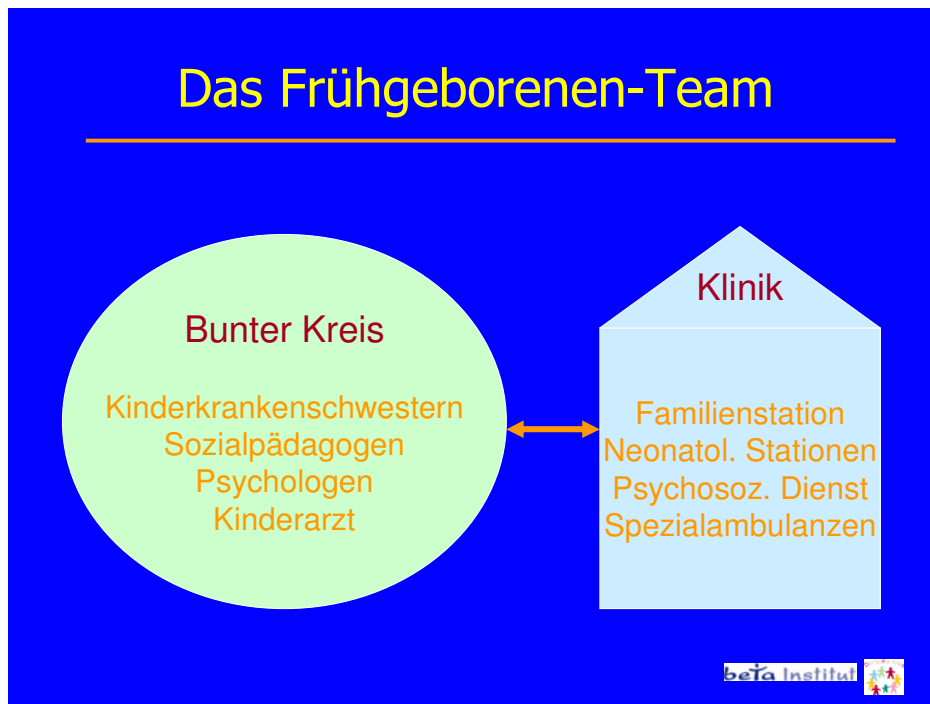 Das Frühgeborenen-Team
Bunter Kreis
Kinderkrankenschwestern
Sozialpädagogen
Psychologen
Kinderarzt
Klinik
Familienstation
Neonatol. Stationen
Psychosoz. Dienst
Spezialambulanzen
beta Institut